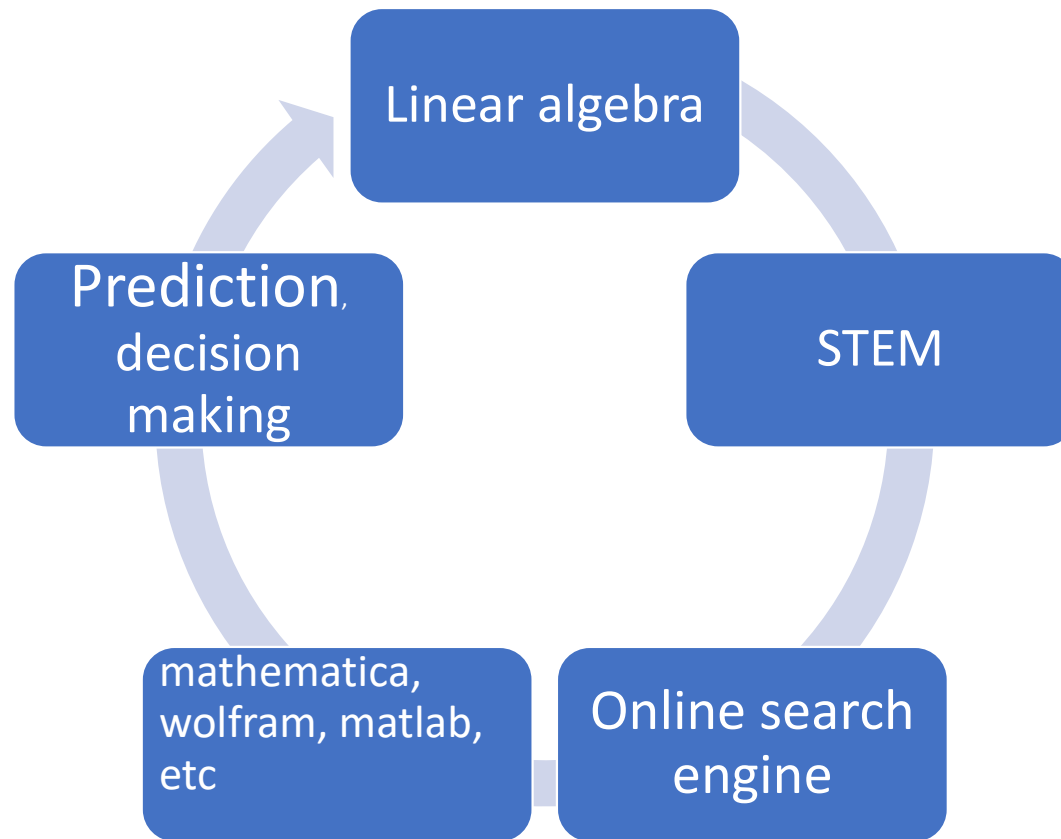 Linear algebra
STEM
Online search
engine
mathematica,
wolfram, matlab,
etc
Prediction,
decision
making